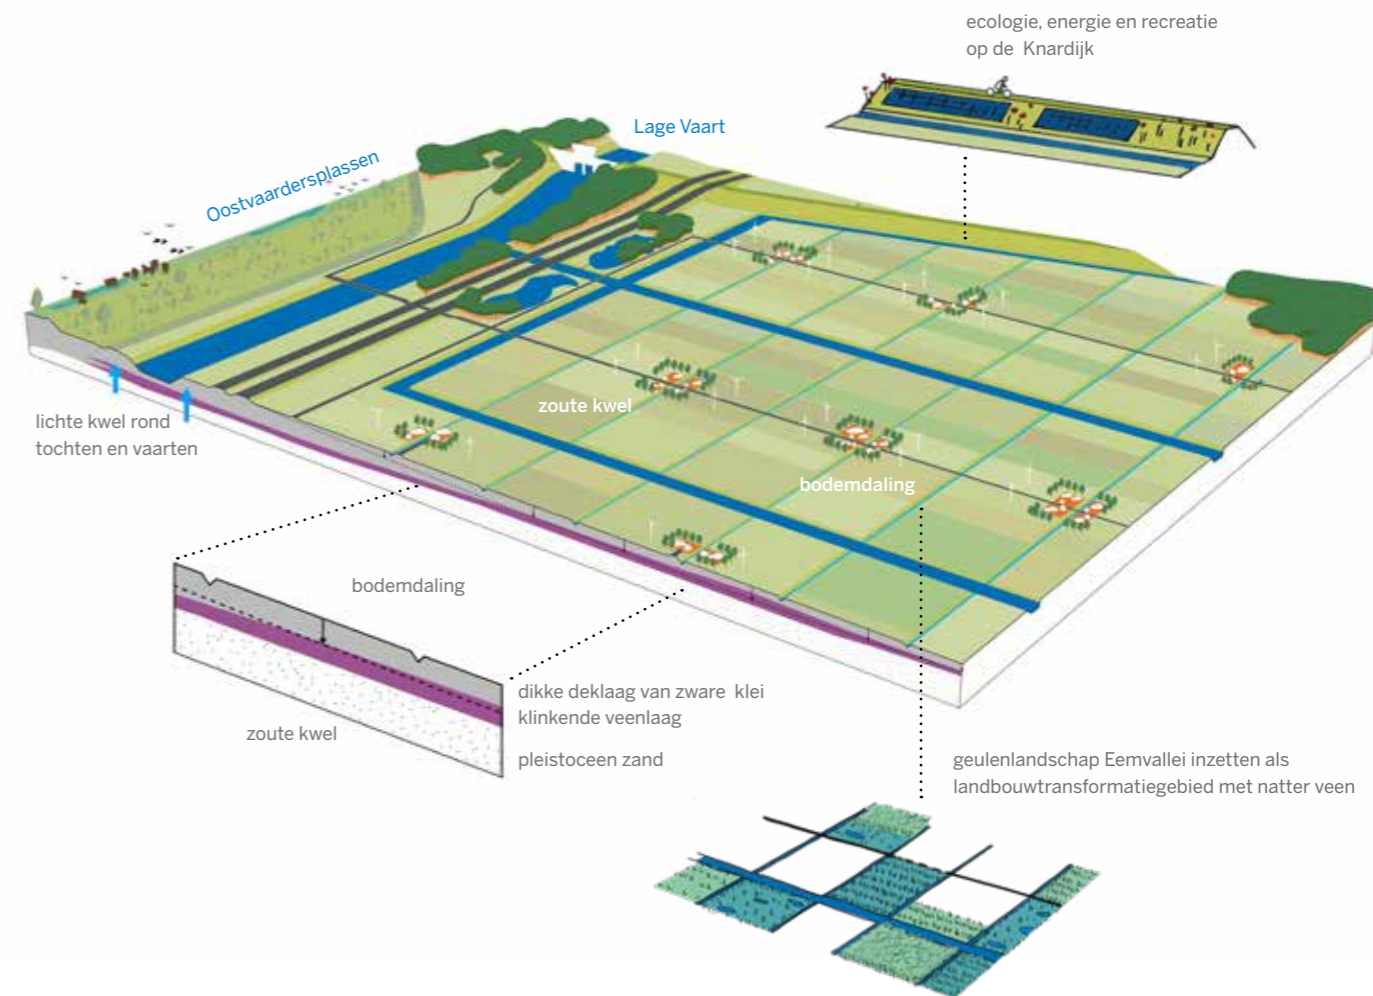 ecologie, energie en recreatie
op de Knardijk
Lage Vaart
Oostvaardersplassen
zoute kwel
lichte kwel rond
tochten en vaarten
bodemdaling
bodemdaling
dikke deklaag van zware klei
klinkende veenlaag
zoute kwel
pleistoceen zand
geulenlandschap Eemvallei inzetten als
landbouwtransformatiegebied met natter veen